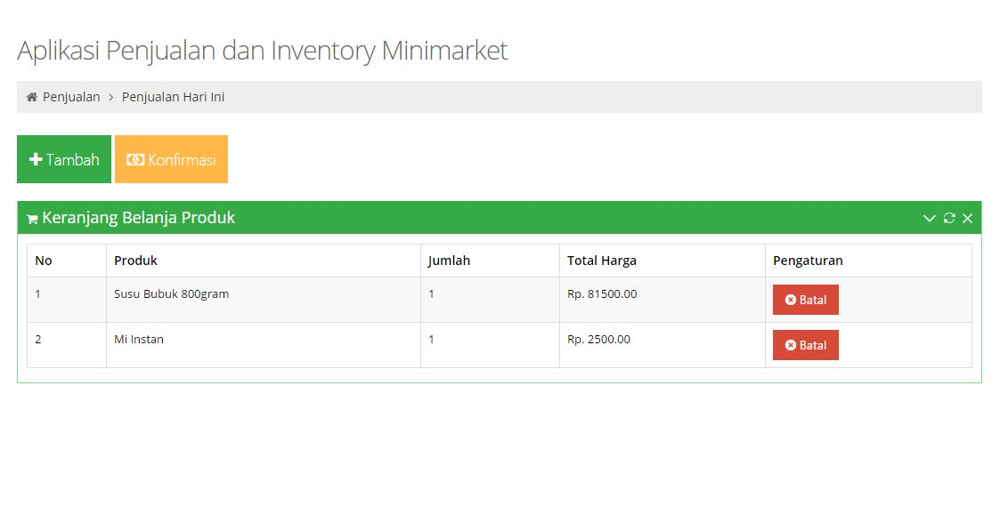 Aplikasi Penjualan dan Inventory Minimarket
Penjualan > Penjualan Hari Ini
Tambah Konfirmasi
Keranjang Belanja Produk
No Produk Jumlah Total Harga Pengaturan
1 Susu Bubuk 800gram 1 Rp. 81500.00 Batal
2 Mi Instan 1 Rp. 2500.00 Batal